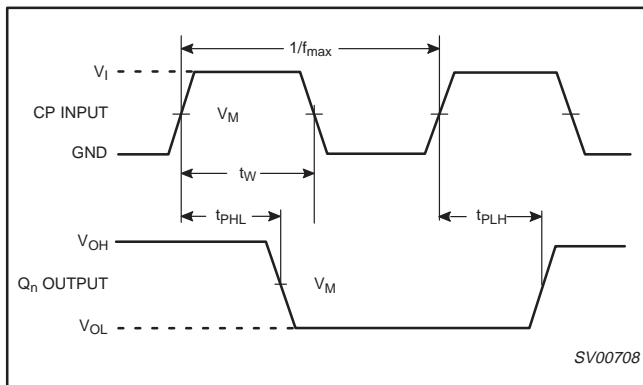 1/fmax
VI
CP INPUT
VM
GND
tW
tPHL
tPLH
VOH
Qn OUTPUT
VM
VOL
SV00708